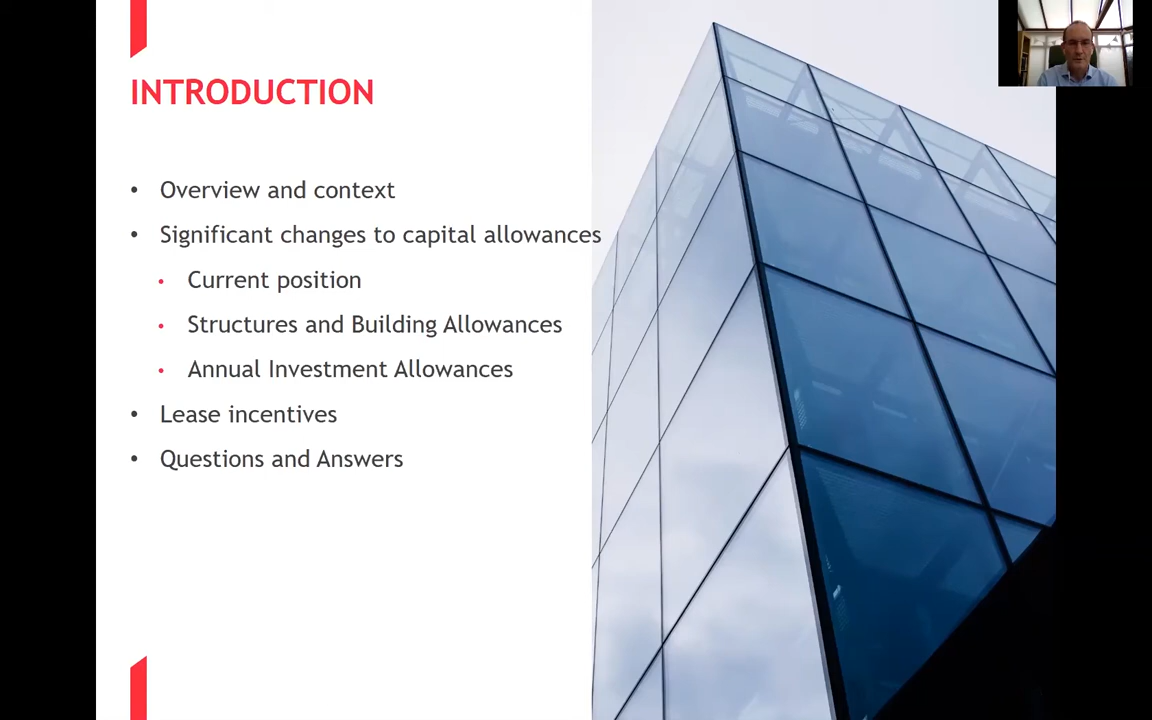 INTRODUCTION
• Overview and context
• Significant changes to capital allowances
• Current position
• Structures and Building Allowances
• Annual Investment Allowances
• Lease incentives
• Questions and Answers